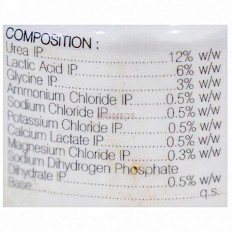 COMPOSITION :
Urea IP 12% w/w
Lactic Acid IP 6% w/w
Glycine IP 3% w/w
Ammonium Chloride IP 0.5% w/w
Sodium Chloride IP 0.5% w/w
Potassium Chloride IP 0.5% w/w
Calcium Lactate IP 0.5% w/w
Magnesium Chloride IP 0.3% w/w
Sodium Dihydrogen Phosphate
Dihydrate IP 0.5% w/w
Base q.s.